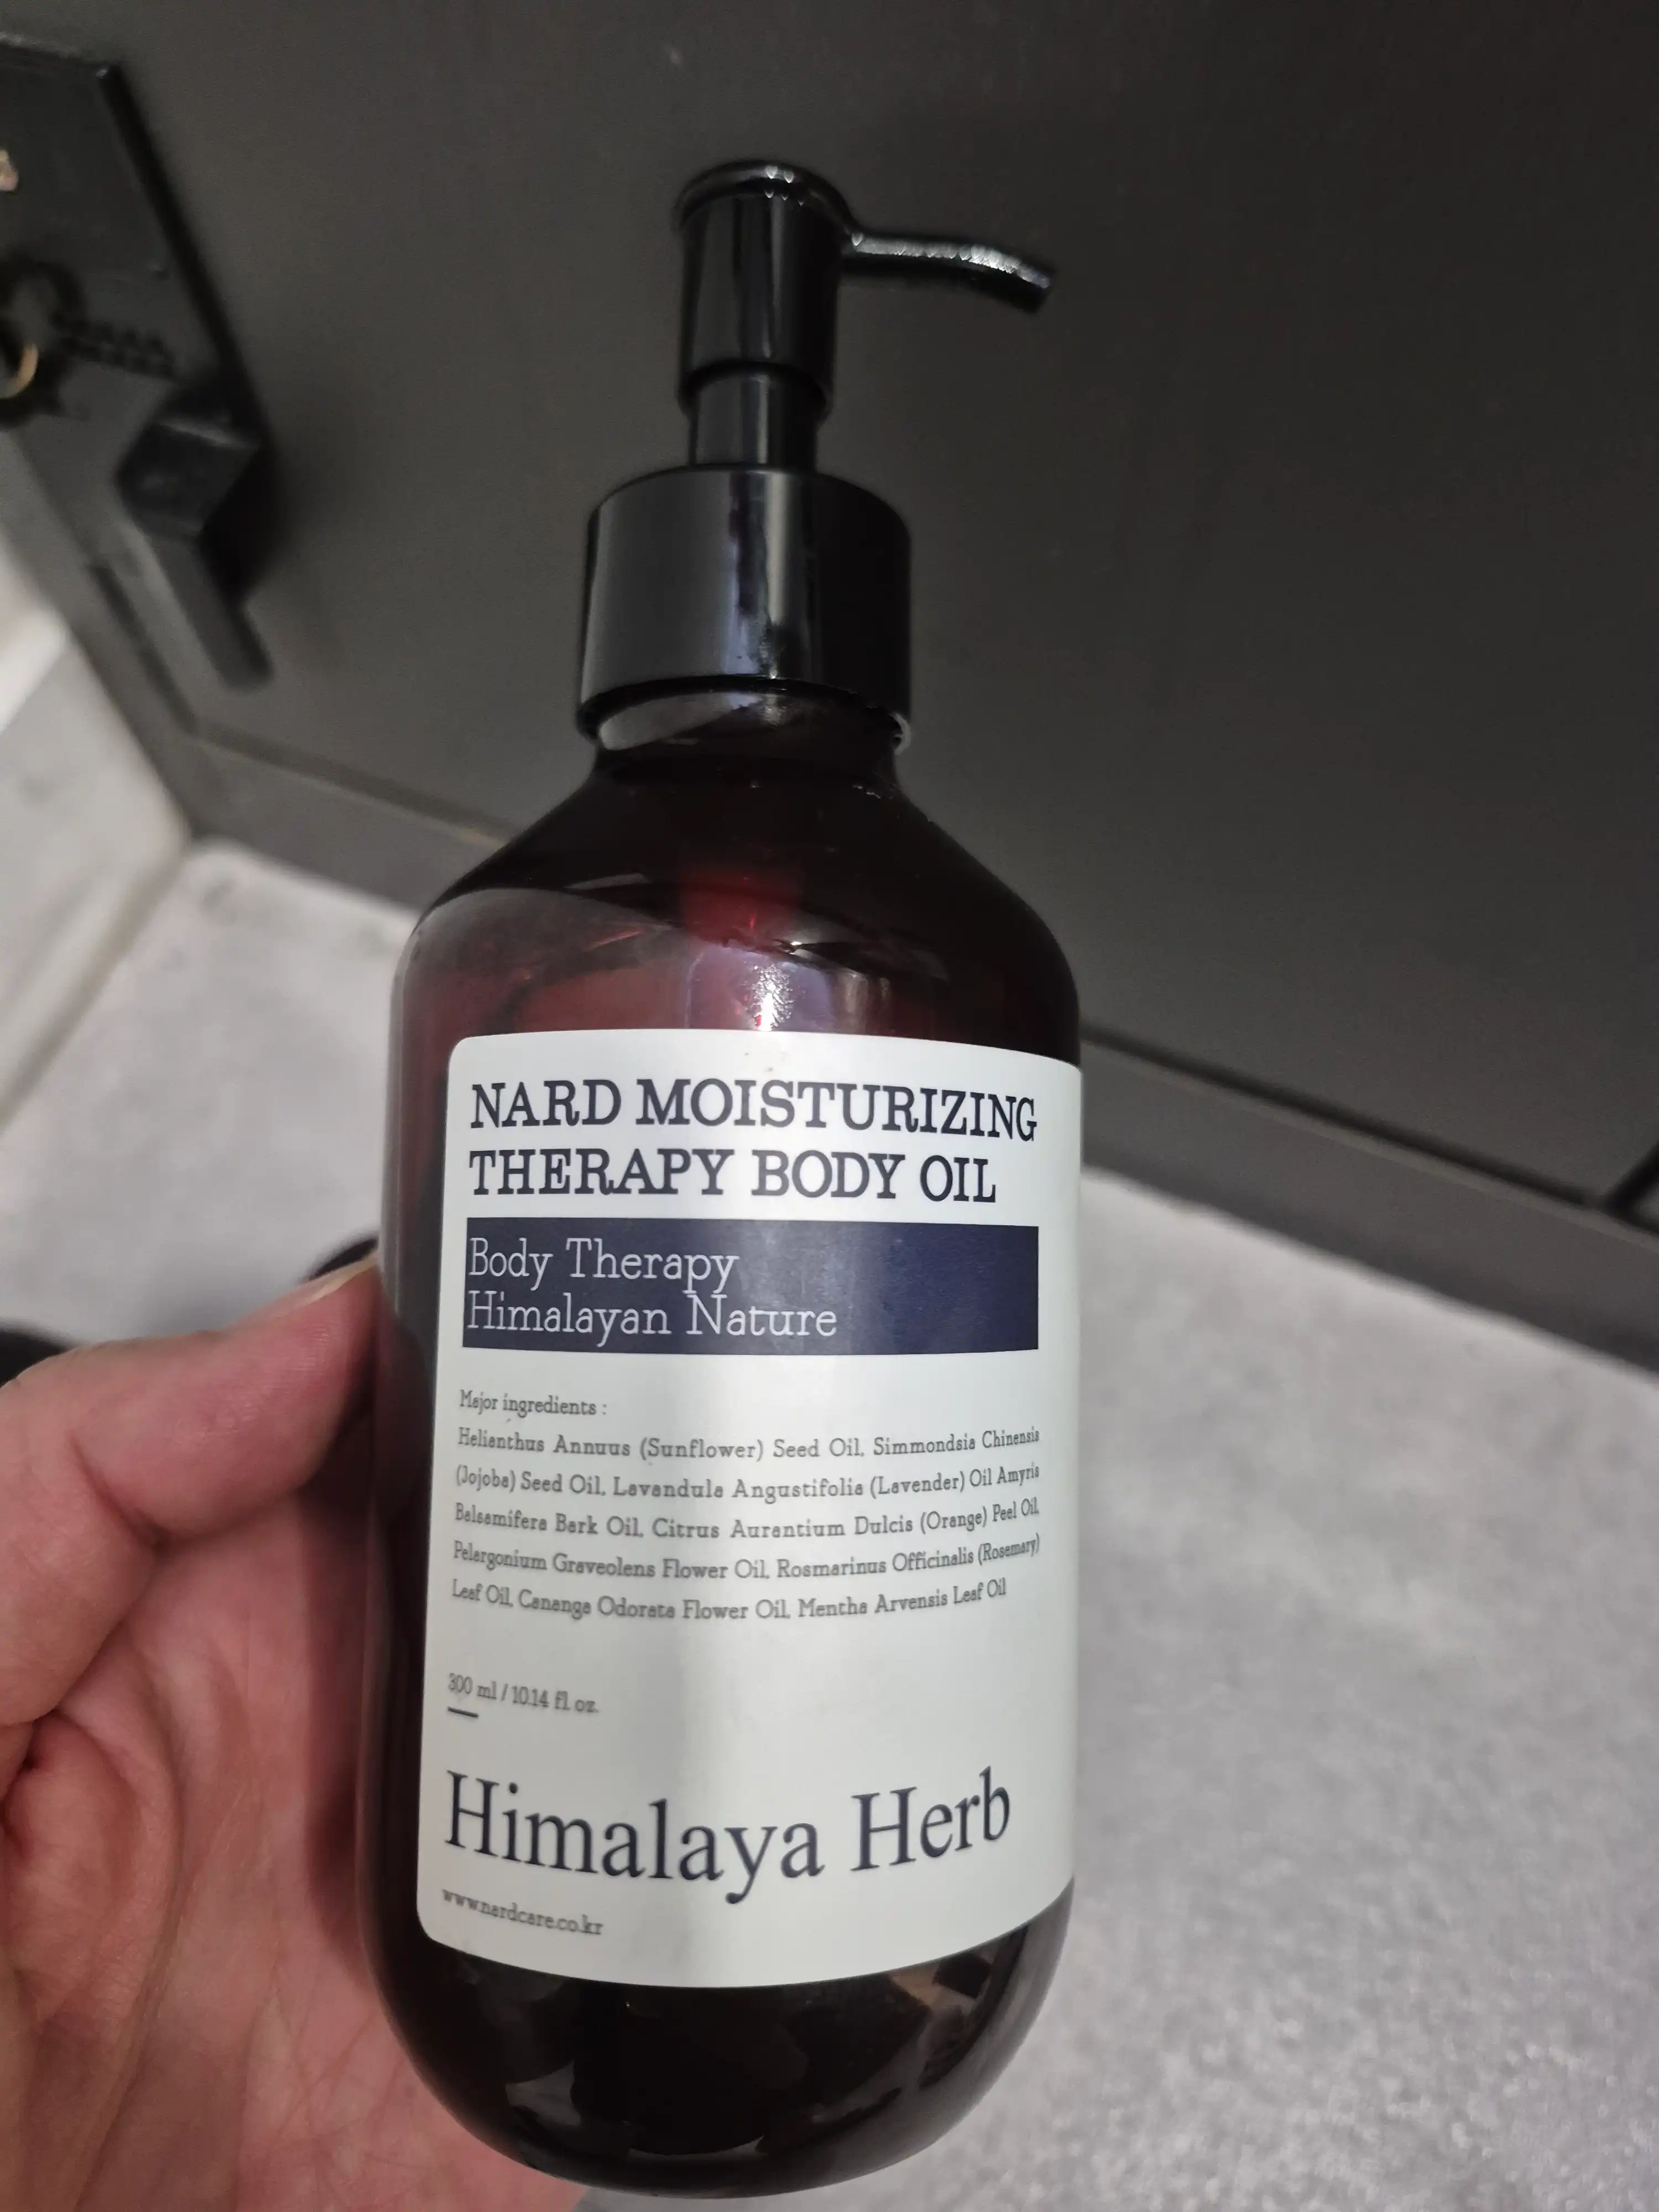 NARD MOISTURIZING
THERAPY BODY OIL
Body Therapy
Himalayan Nature
Major ingredients :
Helianthus Annuus (Sunflower) Seed Oil, Simmondsia Chinensis
(Jojoba) Seed Oil, Lavandula Angustifolia (Lavender) Oil Amyris
Balsamifera Bark Oil, Citrus Aurantium Dulcis (Orange) Peel Oil,
Pelargonium Graveolens Flower Oil, Rosmarinus Officinalis (Rosemary)
Leaf Oil, Cananga Odorata Flower Oil, Mentha Arvensis Leaf Oil
300 ml / 10.14 fl. oz.
Himalaya Herb
www.nardcare.co.kr